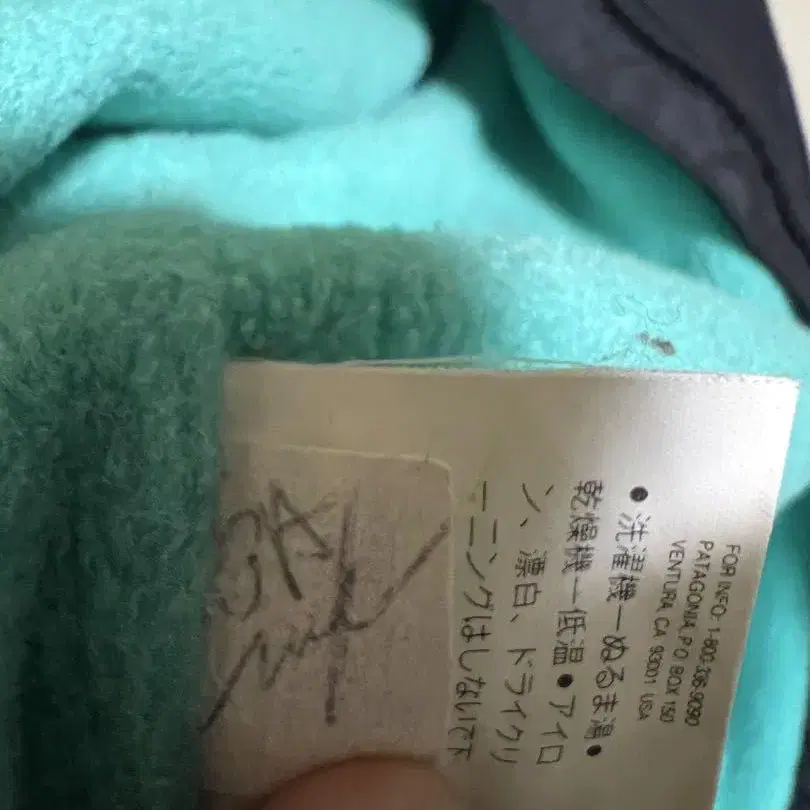 FOR INFO: 1-800-336-9090
PATAGONIA, P.O. BOX 150
VENTURA, CA 93001 USA
● 洗濯機ーぬるま湯 ●
乾燥機ー低温 ● アイロ
ン、漂白、ドライクリ
ーニングはしないで下